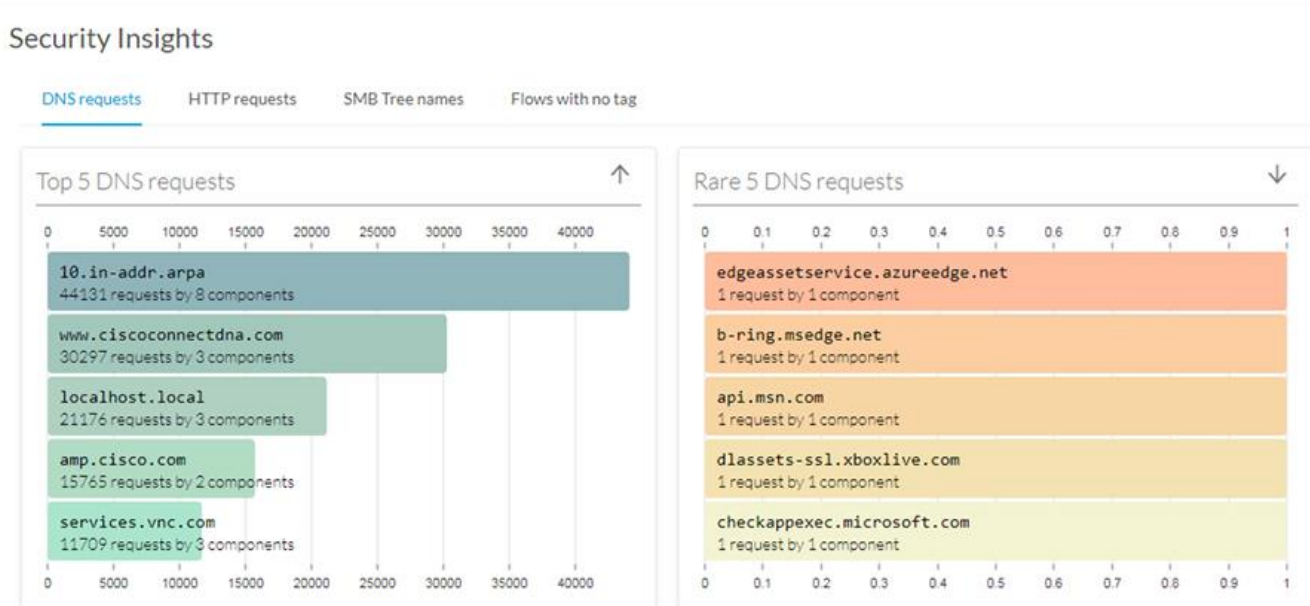 Security Insights
DNS requests HTTP requests SMB Tree names Flows with no tag
Top 5 DNS requests
0 5000 10000 15000 20000 25000 30000 35000 40000
10.in-addr.arpa
44131 requests by 8 components
www.ciscoconnectdna.com
30297 requests by 3 components
localhost.local
21176 requests by 3 components
amp.cisco.com
15765 requests by 2 components
services.vnc.com
11709 requests by 3 components
0 5000 10000 15000 20000 25000 30000 35000 40000
Rare 5 DNS requests
0 0.1 0.2 0.3 0.4 0.5 0.6 0.7 0.8 0.9 1
edgeassetservice.azureedge.net
1 request by 1 component
b-ring.msedge.net
1 request by 1 component
api.msn.com
1 request by 1 component
dlassets-ssl.xboxlive.com
1 request by 1 component
checkappexec.microsoft.com
1 request by 1 component
0 0.1 0.2 0.3 0.4 0.5 0.6 0.7 0.8 0.9 1